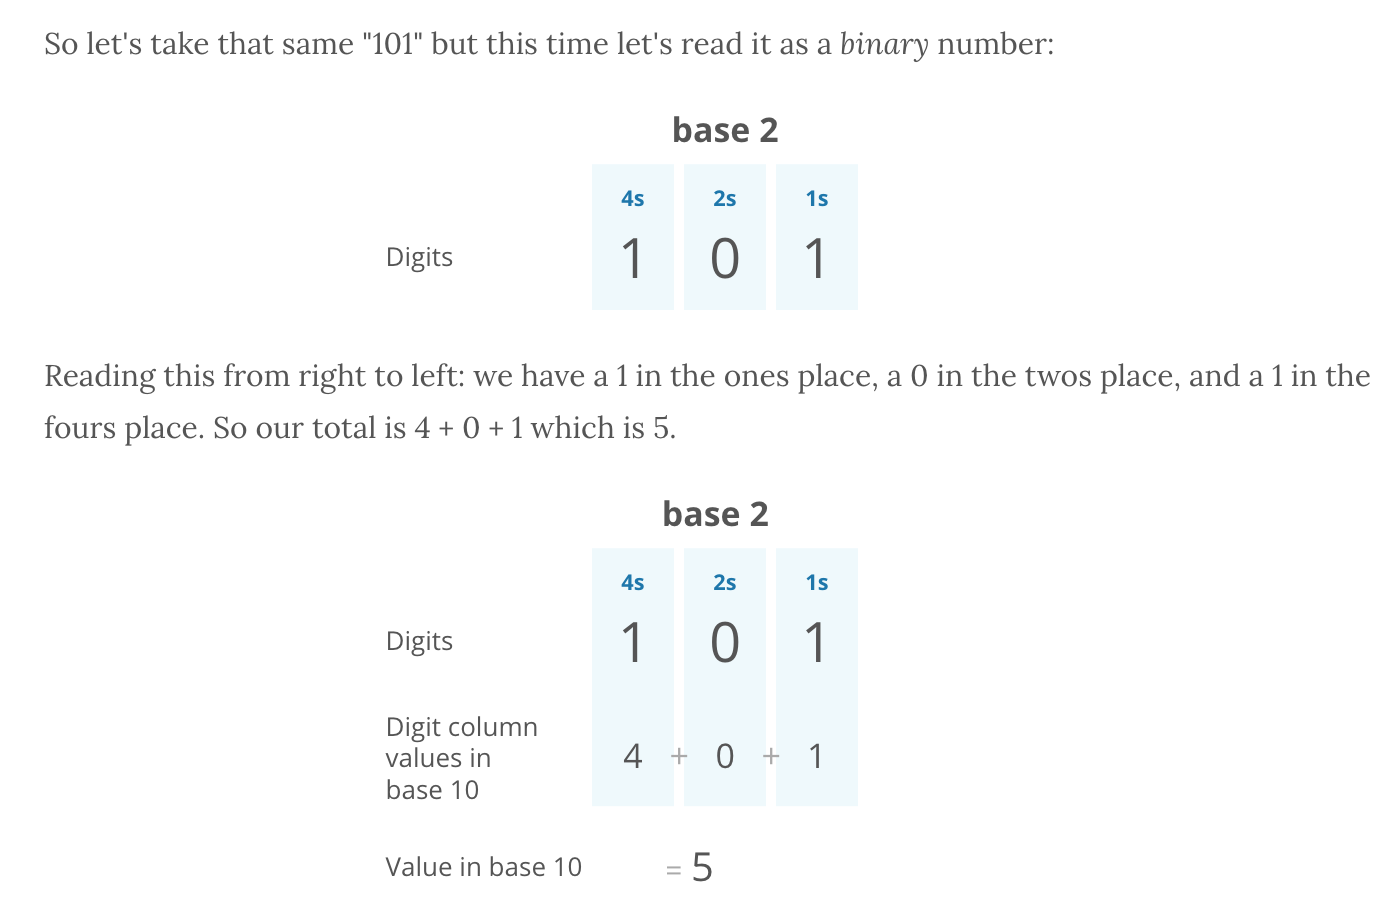 So let's take that same "101" but this time let's read it as a binary number:
base 2
4s 2s 1s
Digits 1 0 1
Reading this from right to left: we have a 1 in the ones place, a 0 in the twos place, and a 1 in the
fours place. So our total is 4 + 0 + 1 which is 5.
base 2
4s 2s 1s
Digits 1 0 1
Digit column
values in
base 10
4 + 0 + 1
Value in base 10 = 5